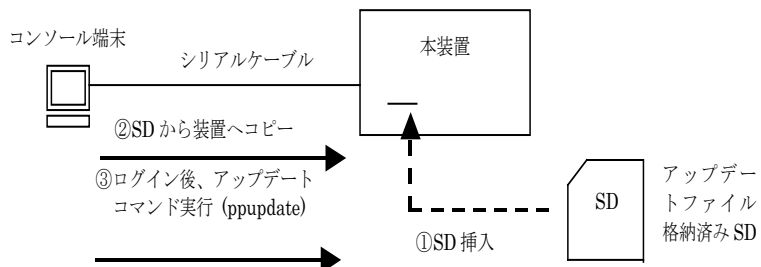 コンソール端末
シリアルケーブル
本装置
②SD から装置へコピー
③ログイン後、アップデート
コマンド実行 (ppupdate)
①SD 挿入
SD
アップデー
トファイル
格納済み SD